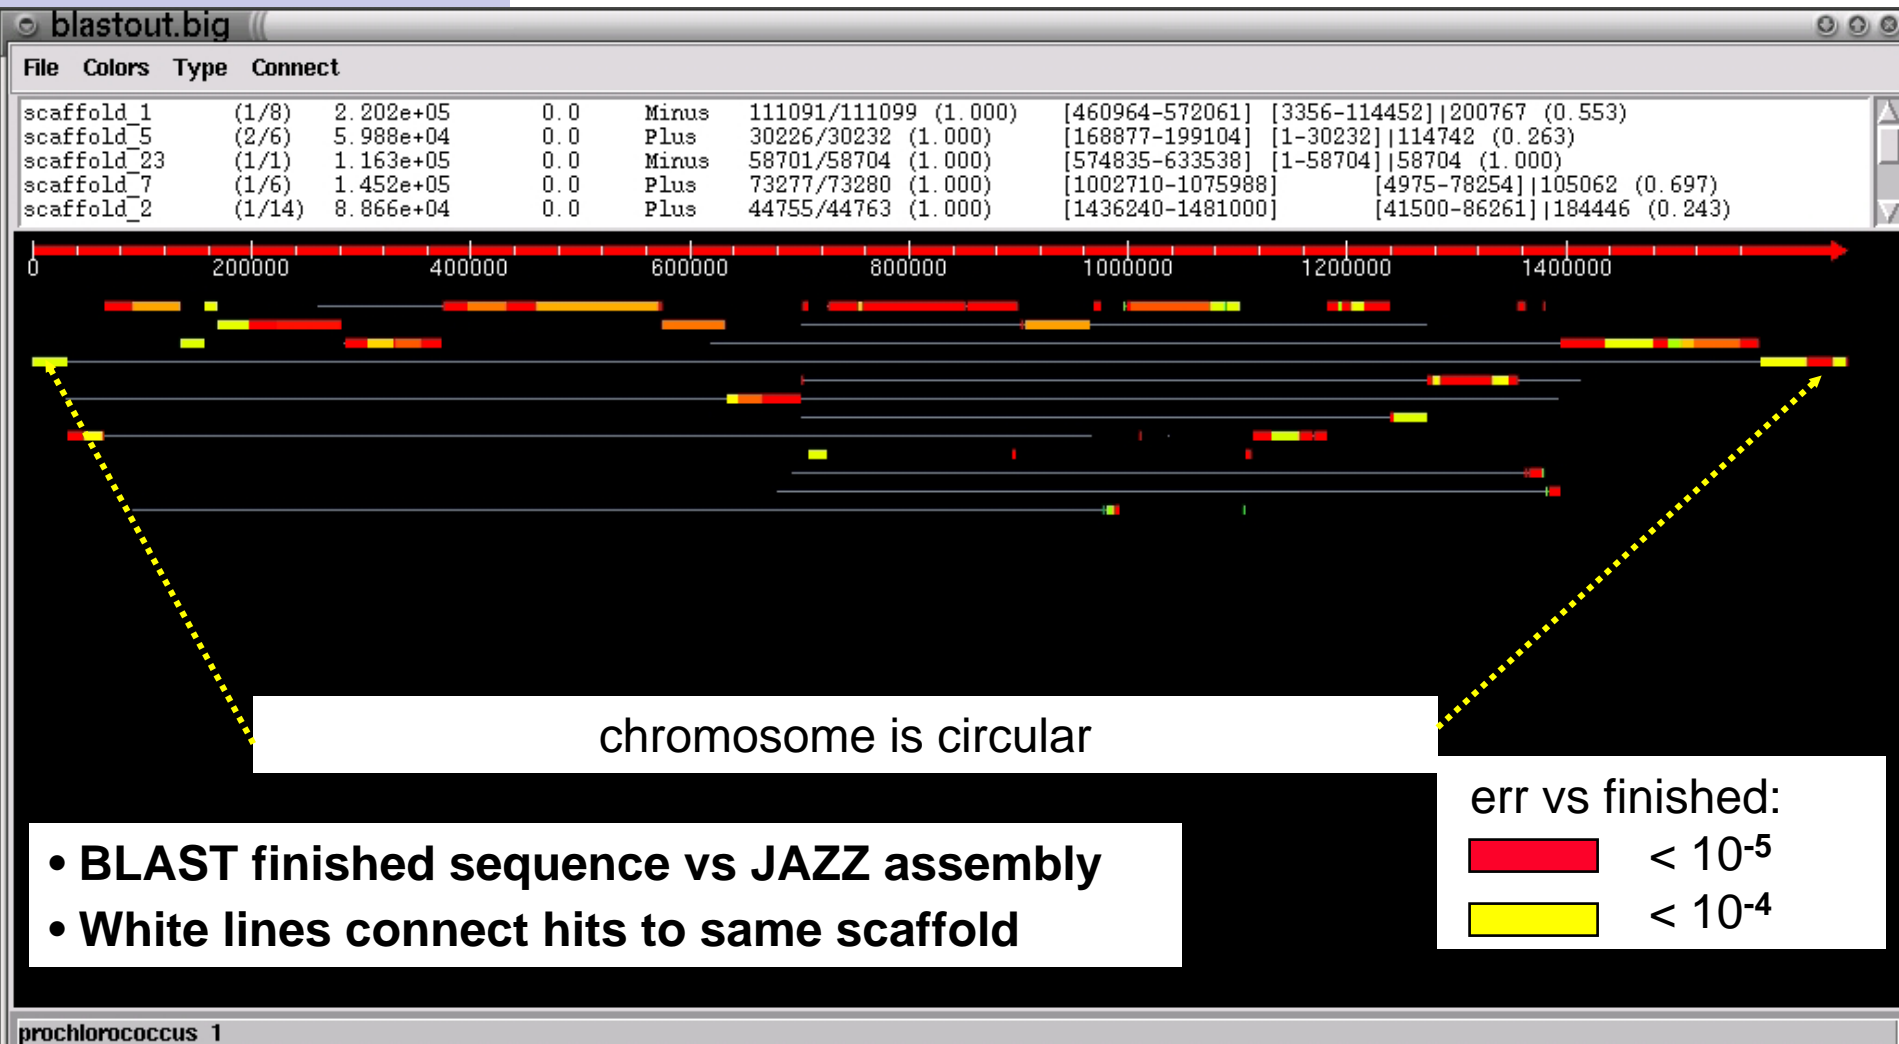 blastout.big
File Colors Type Connect
scaffold_1 (1/8) 2.202e+05 0.0 Minus 111091/111099 (1.000) [460964-572061] [3356-114452]|200767 (0.553)
scaffold_5 (2/6) 5.988e+04 0.0 Plus 30226/30232 (1.000) [168877-199104] [1-30232]|114742 (0.263)
scaffold_23 (1/1) 1.163e+05 0.0 Minus 58701/58704 (1.000) [574835-633538] [1-58704]|58704 (1.000)
scaffold_7 (1/6) 1.452e+05 0.0 Plus 73277/73280 (1.000) [1002710-1075988] [4975-78254]|105062 (0.697)
scaffold_2 (1/14) 8.866e+04 0.0 Plus 44755/44763 (1.000) [1436240-1481000] [41500-86261]|184446 (0.243)
0 200000 400000 600000 800000 1000000 1200000 1400000
chromosome is circular
err vs finished:
< 10⁻⁵
< 10⁻⁴
• BLAST finished sequence vs JAZZ assembly
• White lines connect hits to same scaffold
prochlorococcus 1